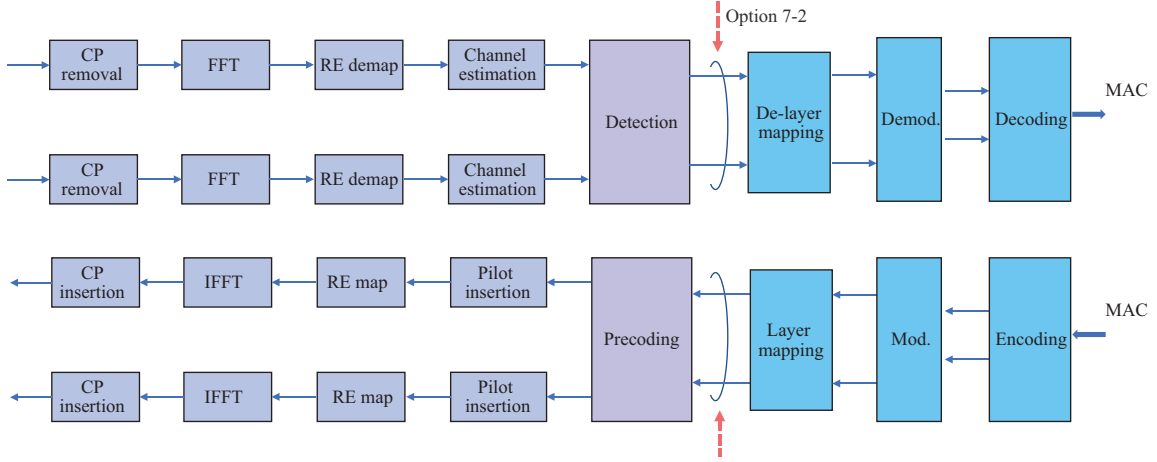 Option 7-2
CP
removal
FFT
RE demap
Channel
estimation
Detection
De-layer
mapping
Demod.
Decoding
MAC
CP
removal
FFT
RE demap
Channel
estimation
CP
insertion
IFFT
RE map
Pilot
insertion
Precoding
Layer
mapping
Mod.
Encoding
MAC
CP
insertion
IFFT
RE map
Pilot
insertion